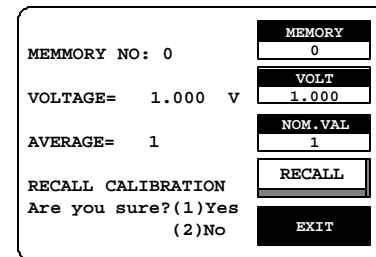 MEMMORY NO: 0
VOLTAGE= 1.000 V
AVERAGE= 1
RECALL CALIBRATION
Are you sure?(1)Yes
(2)No
MEMORY
0
VOLT
1.000
NOM.VAL
1
RECALL
EXIT